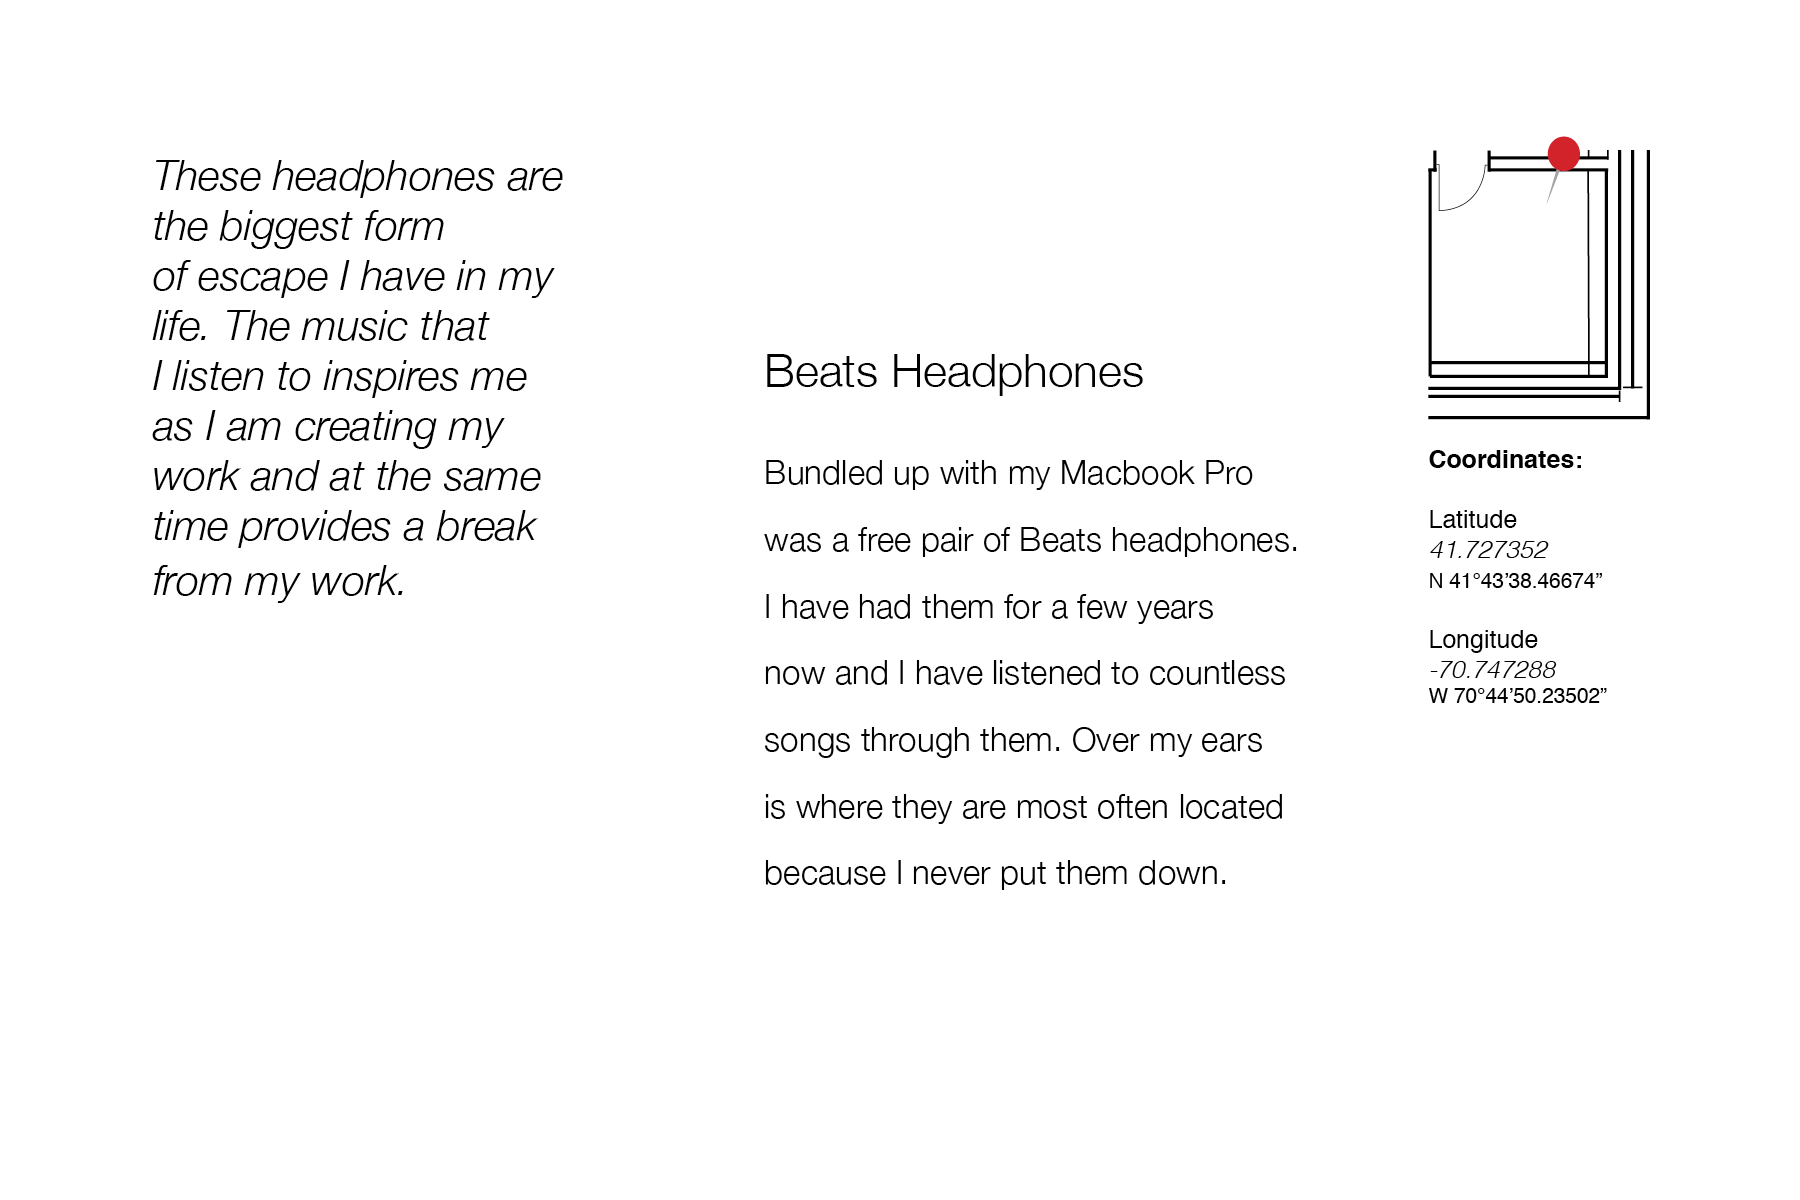 These headphones are
the biggest form
of escape I have in my
life. The music that
I listen to inspires me
as I am creating my
work and at the same
time provides a break
from my work.
Beats Headphones
Bundled up with my Macbook Pro
was a free pair of Beats headphones.
I have had them for a few years
now and I have listened to countless
songs through them. Over my ears
is where they are most often located
because I never put them down.
Coordinates:
Latitude
41.727352
N 41°43’38.46674”
Longitude
-70.747288
W 70°44’50.23502”